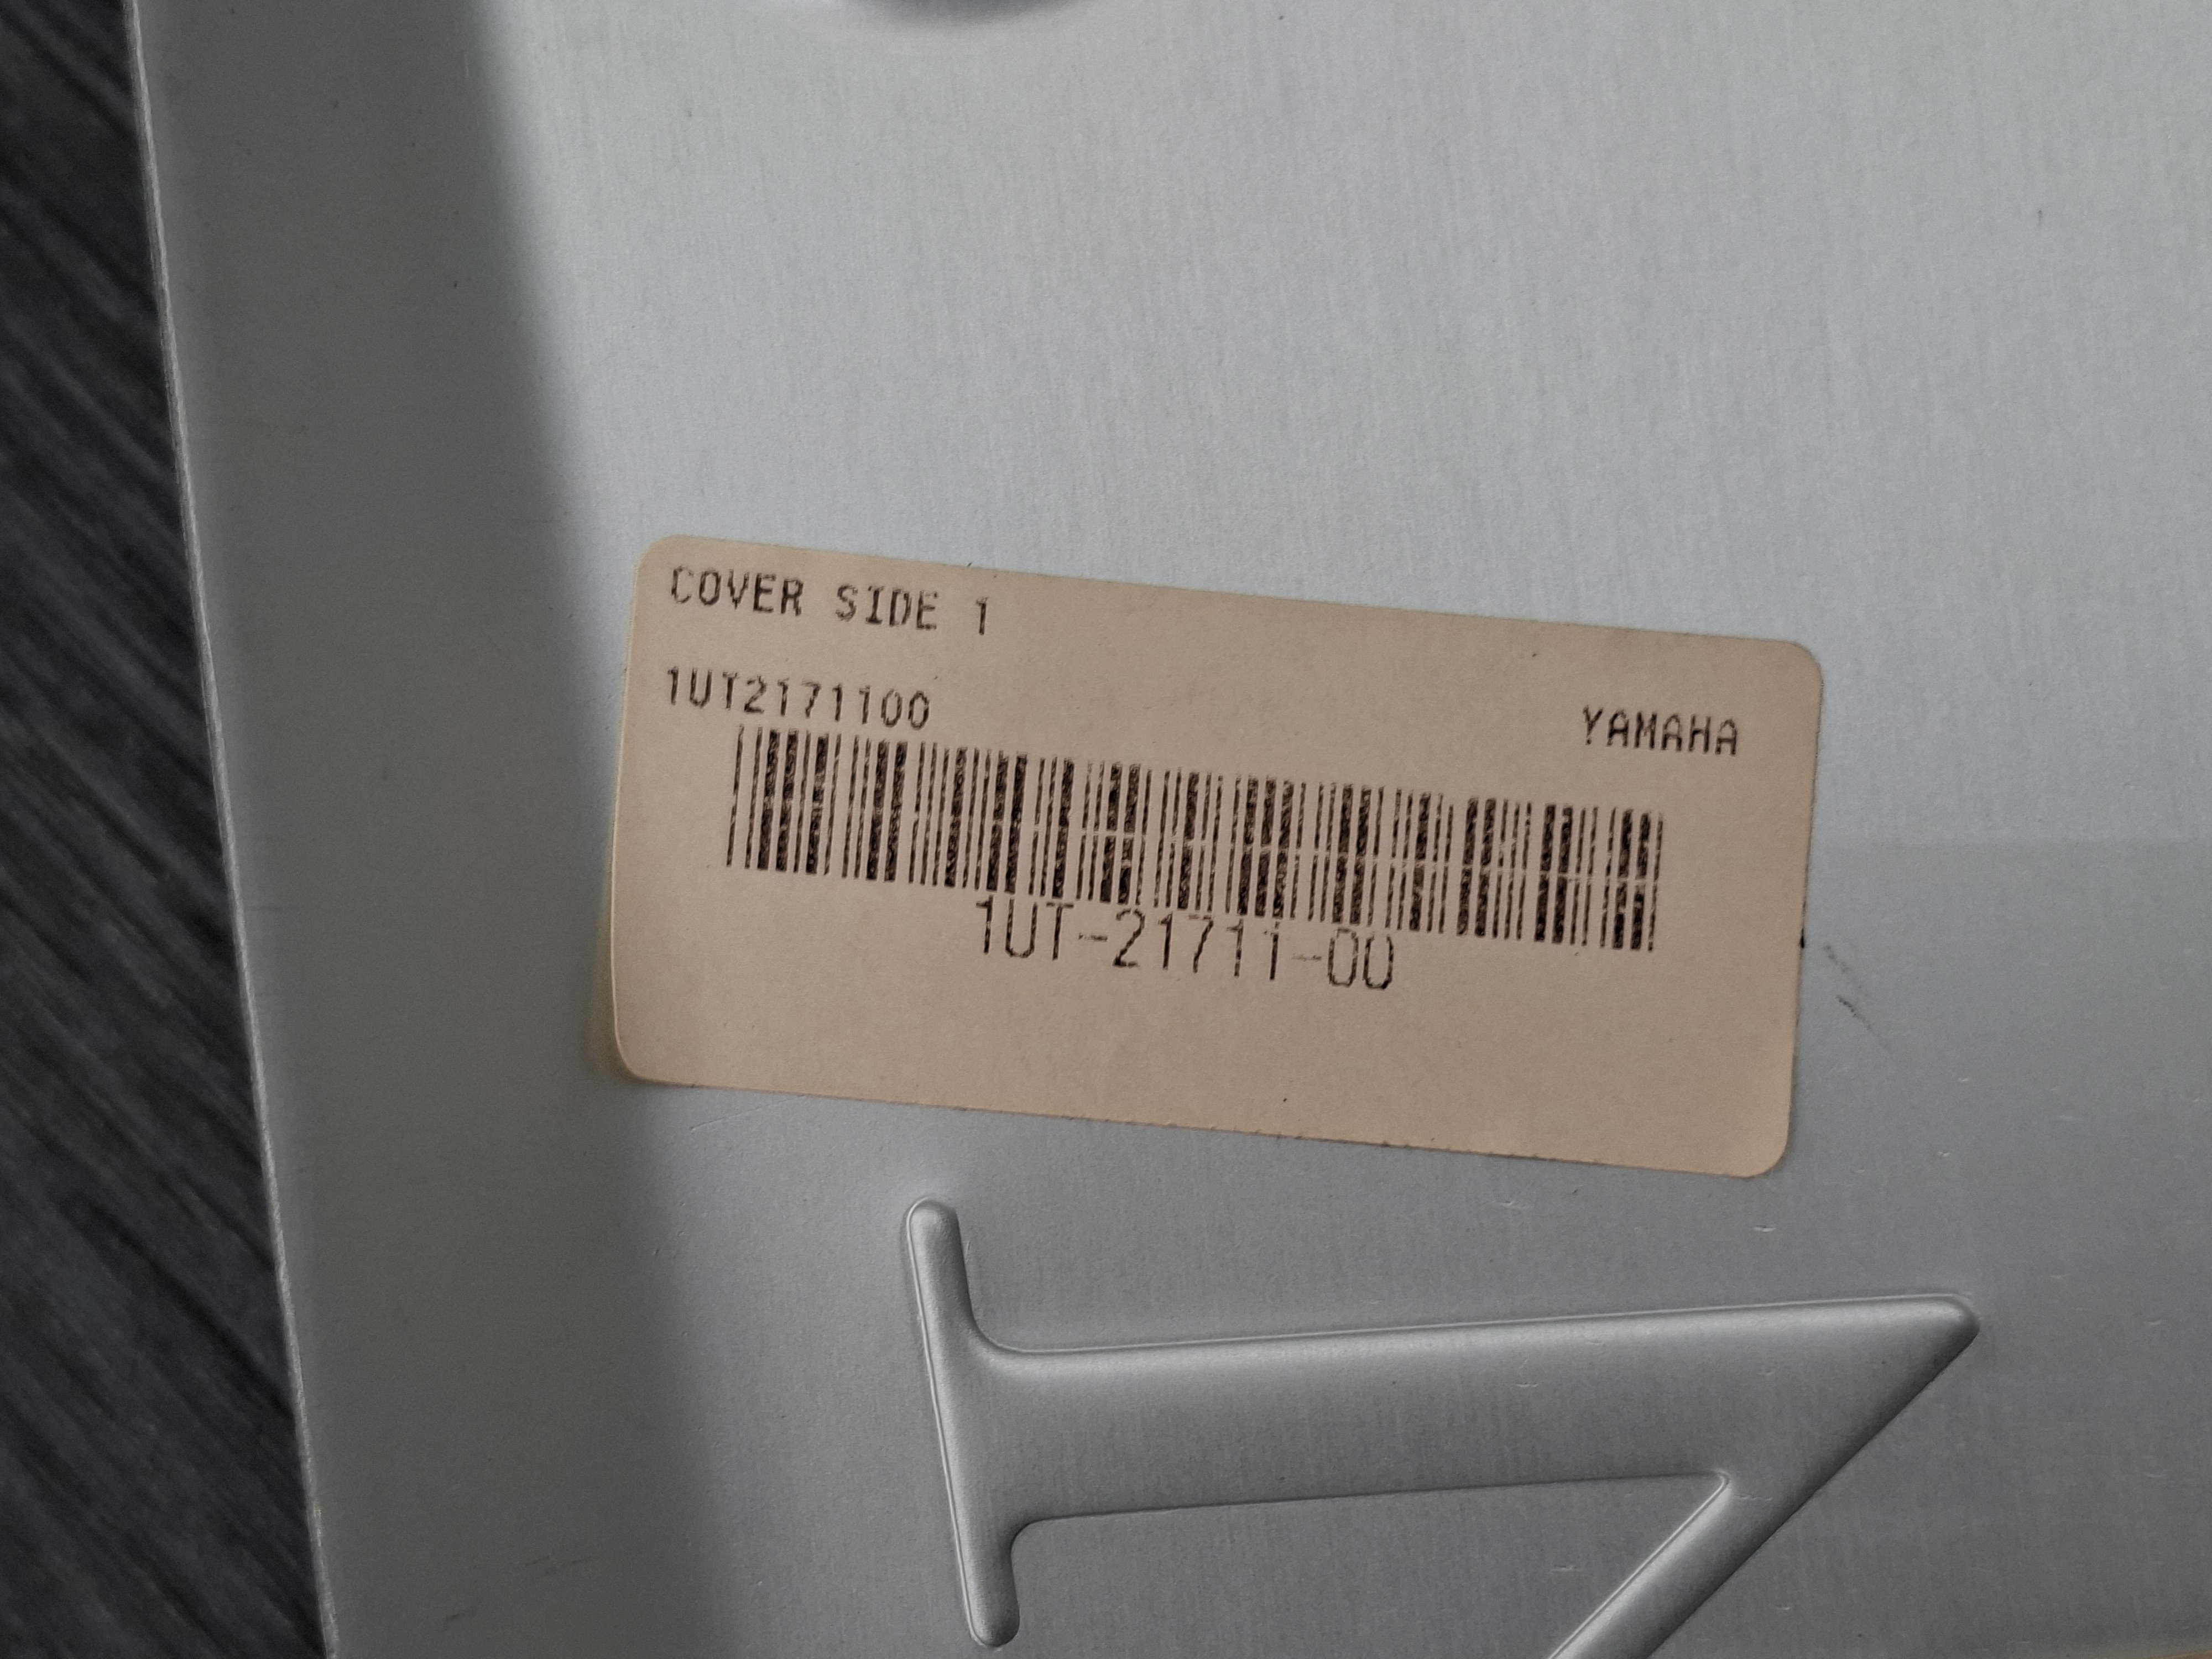 COVER SIDE 1
1UT2171100
YAMAHA
1UT-21711-00